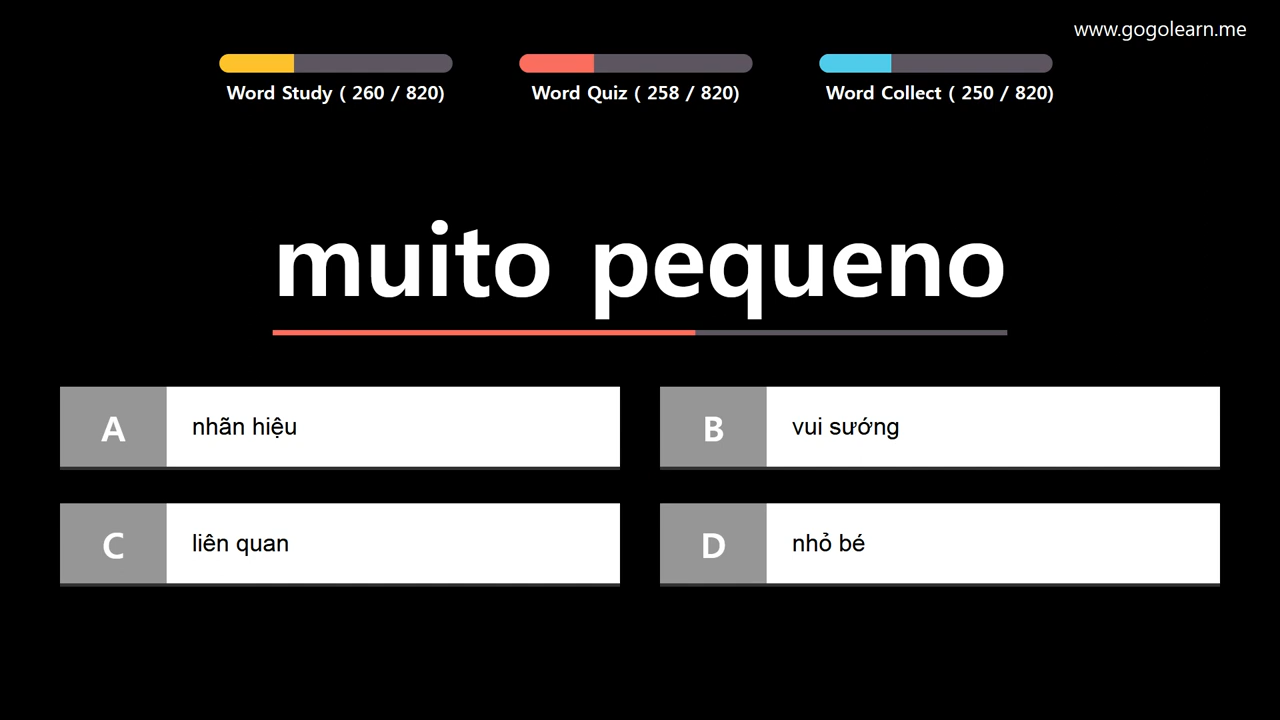 www.gogolearn.me
Word Study ( 260 / 820)
Word Quiz ( 258 / 820)
Word Collect ( 250 / 820)
muito pequeno
A
nhãn hiệu
B
vui sướng
C
liên quan
D
nhỏ bé